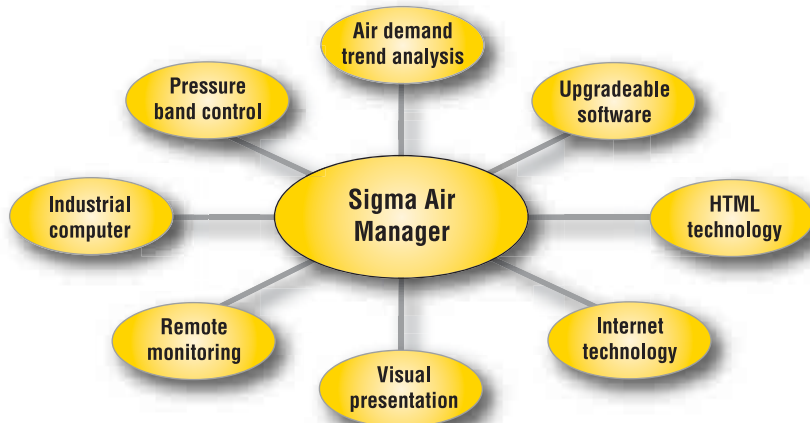 Air demand
trend analysis
Pressure
band control
Upgradeable
software
Industrial
computer
Sigma Air
Manager
HTML
technology
Remote
monitoring
Internet
technology
Visual
presentation